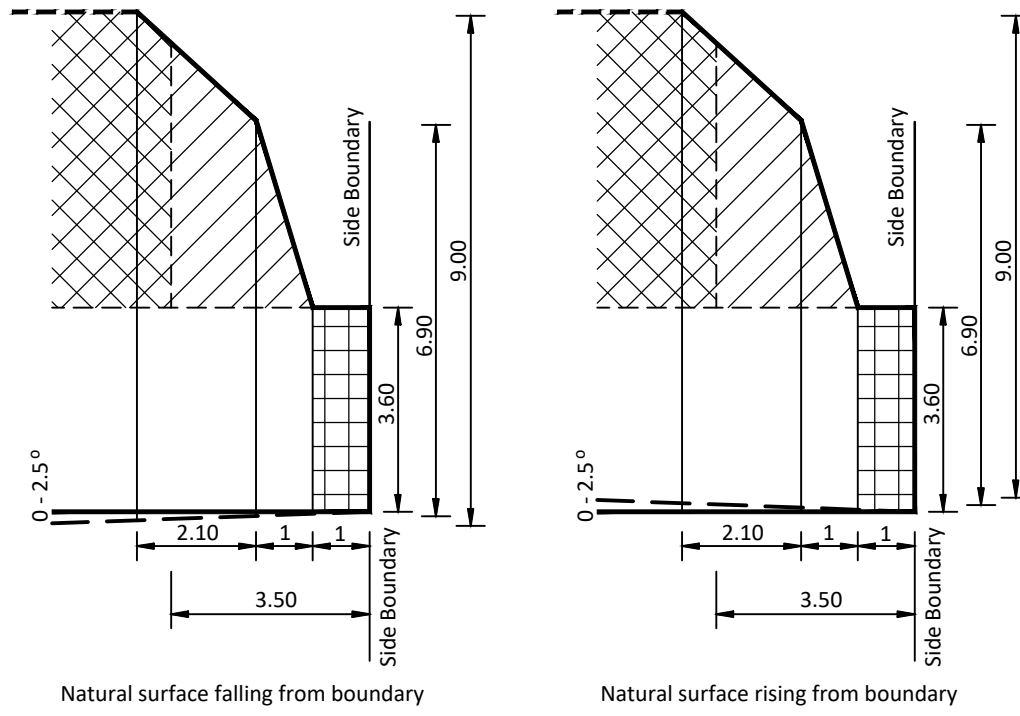 Side Boundary
9.00
6.90
3.60
0 - 2.5°
2.10
1
1
3.50
Side Boundary
Natural surface falling from boundary
Side Boundary
9.00
6.90
3.60
0 - 2.5°
2.10
1
1
3.50
Side Boundary
Natural surface rising from boundary